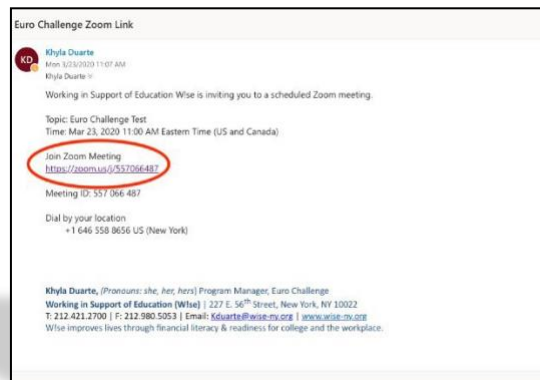 Euro Challenge Zoom Link
KD
Khyla Duarte
Mon 3/23/2020 11:07 AM
Khyla Duarte
Working in Support of Education W!se is inviting you to a scheduled Zoom meeting.
Topic: Euro Challenge Test
Time: Mar 23, 2020 11:00 AM Eastern Time (US and Canada)
Join Zoom Meeting
https://zoom.us/j/557066487
Meeting ID: 557 066 487
Dial by your location
+1 646 558 8656 US (New York)
Khyla Duarte, (Pronouns: she, her, hers) Program Manager, Euro Challenge
Working in Support of Education (W!se) | 227 E. 56th Street, New York, NY 10022
T: 212.421.2700 | F: 212.980.5053 | Email: Kduarte@wise-ny.org | www.wise-ny.org
W!se improves lives through financial literacy & readiness for college and the workplace.